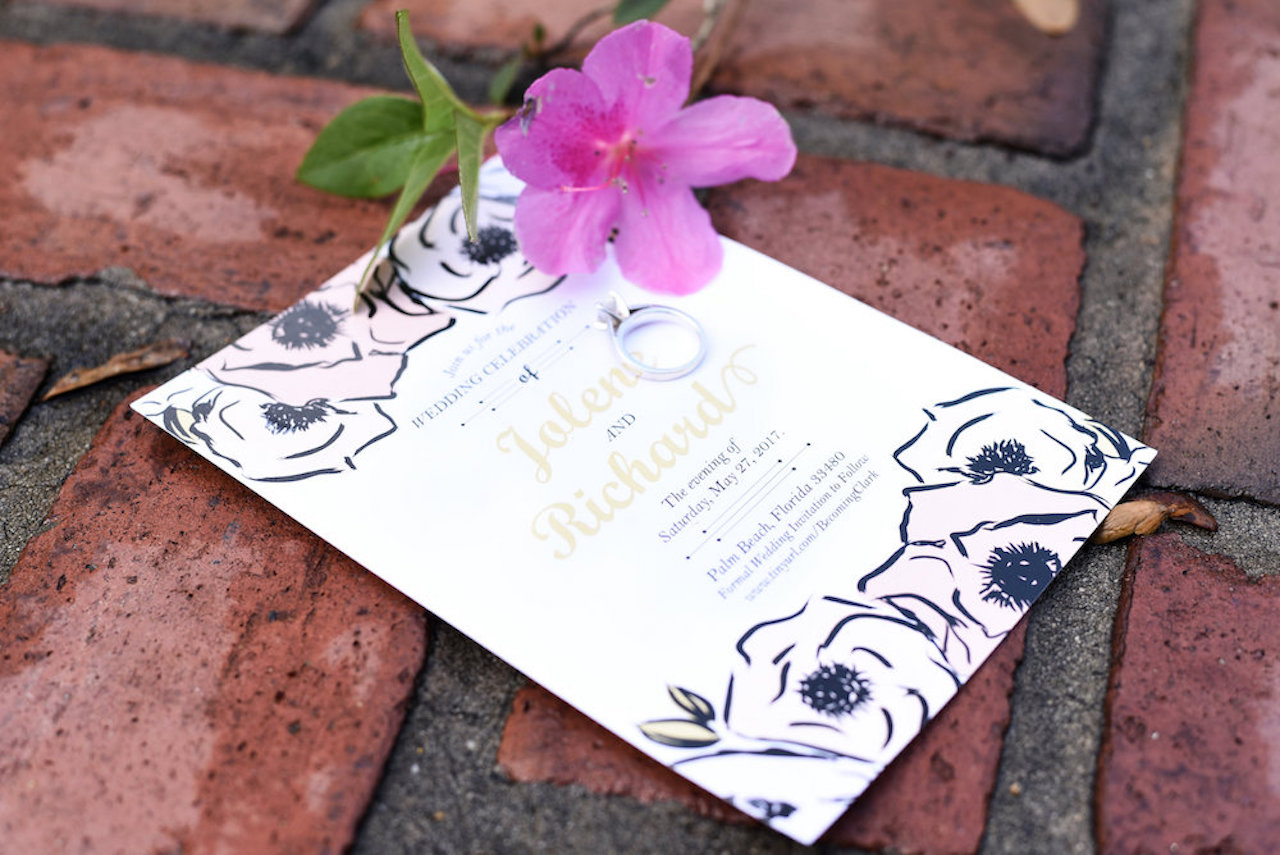 Join us for the
WEDDING CELEBRATION
of
Jolene
AND
Richard
The evening of
Saturday, May 27, 2017.
Palm Beach, Florida 33480
Formal Wedding Invitation to Follow
www.tinyurl.com/BecomingClark